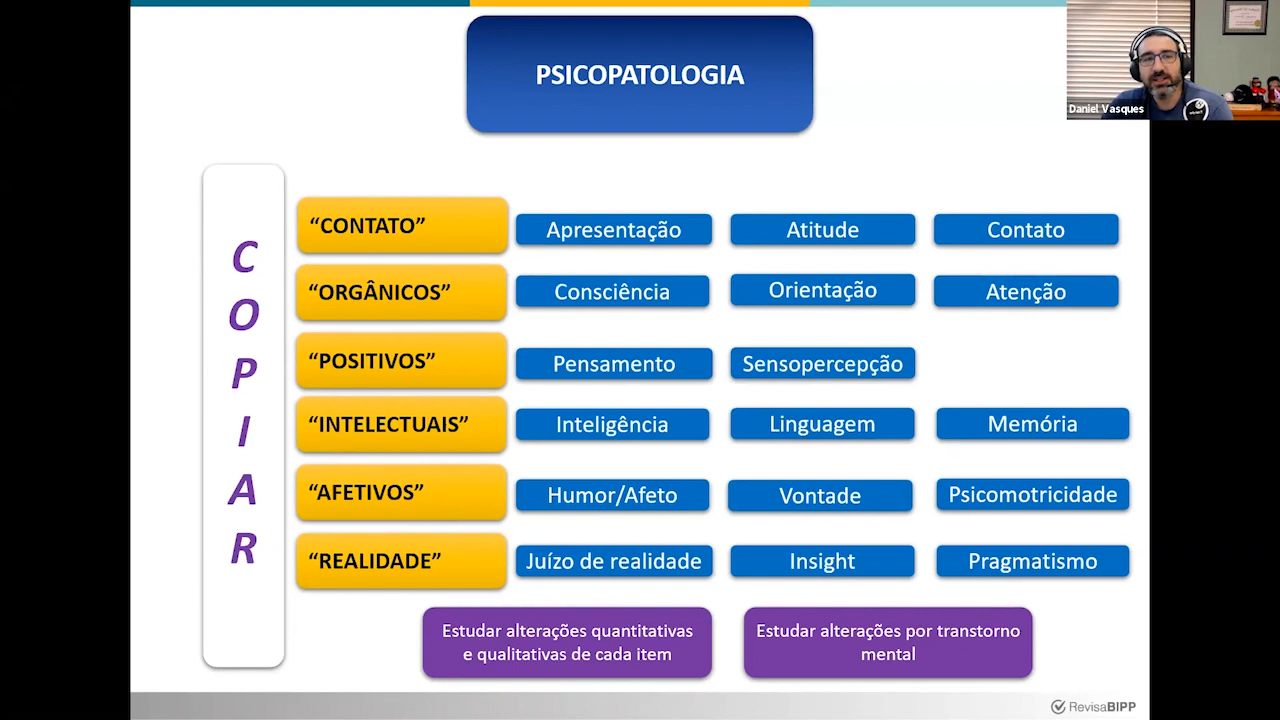 PSICOPATOLOGIA
Daniel Vasques
C
O
P
I
A
R
“CONTATO”
Apresentação
Atitude
Contato
“ORGÂNICOS”
Consciência
Orientação
Atenção
“POSITIVOS”
Pensamento
Sensopercepção
“INTELECTUAIS”
Inteligência
Linguagem
Memória
“AFETIVOS”
Humor/Afeto
Vontade
Psicomotricidade
“REALIDADE”
Juízo de realidade
Insight
Pragmatismo
Estudar alterações quantitativas
e qualitativas de cada item
Estudar alterações por transtorno
mental
RevisaBIPP